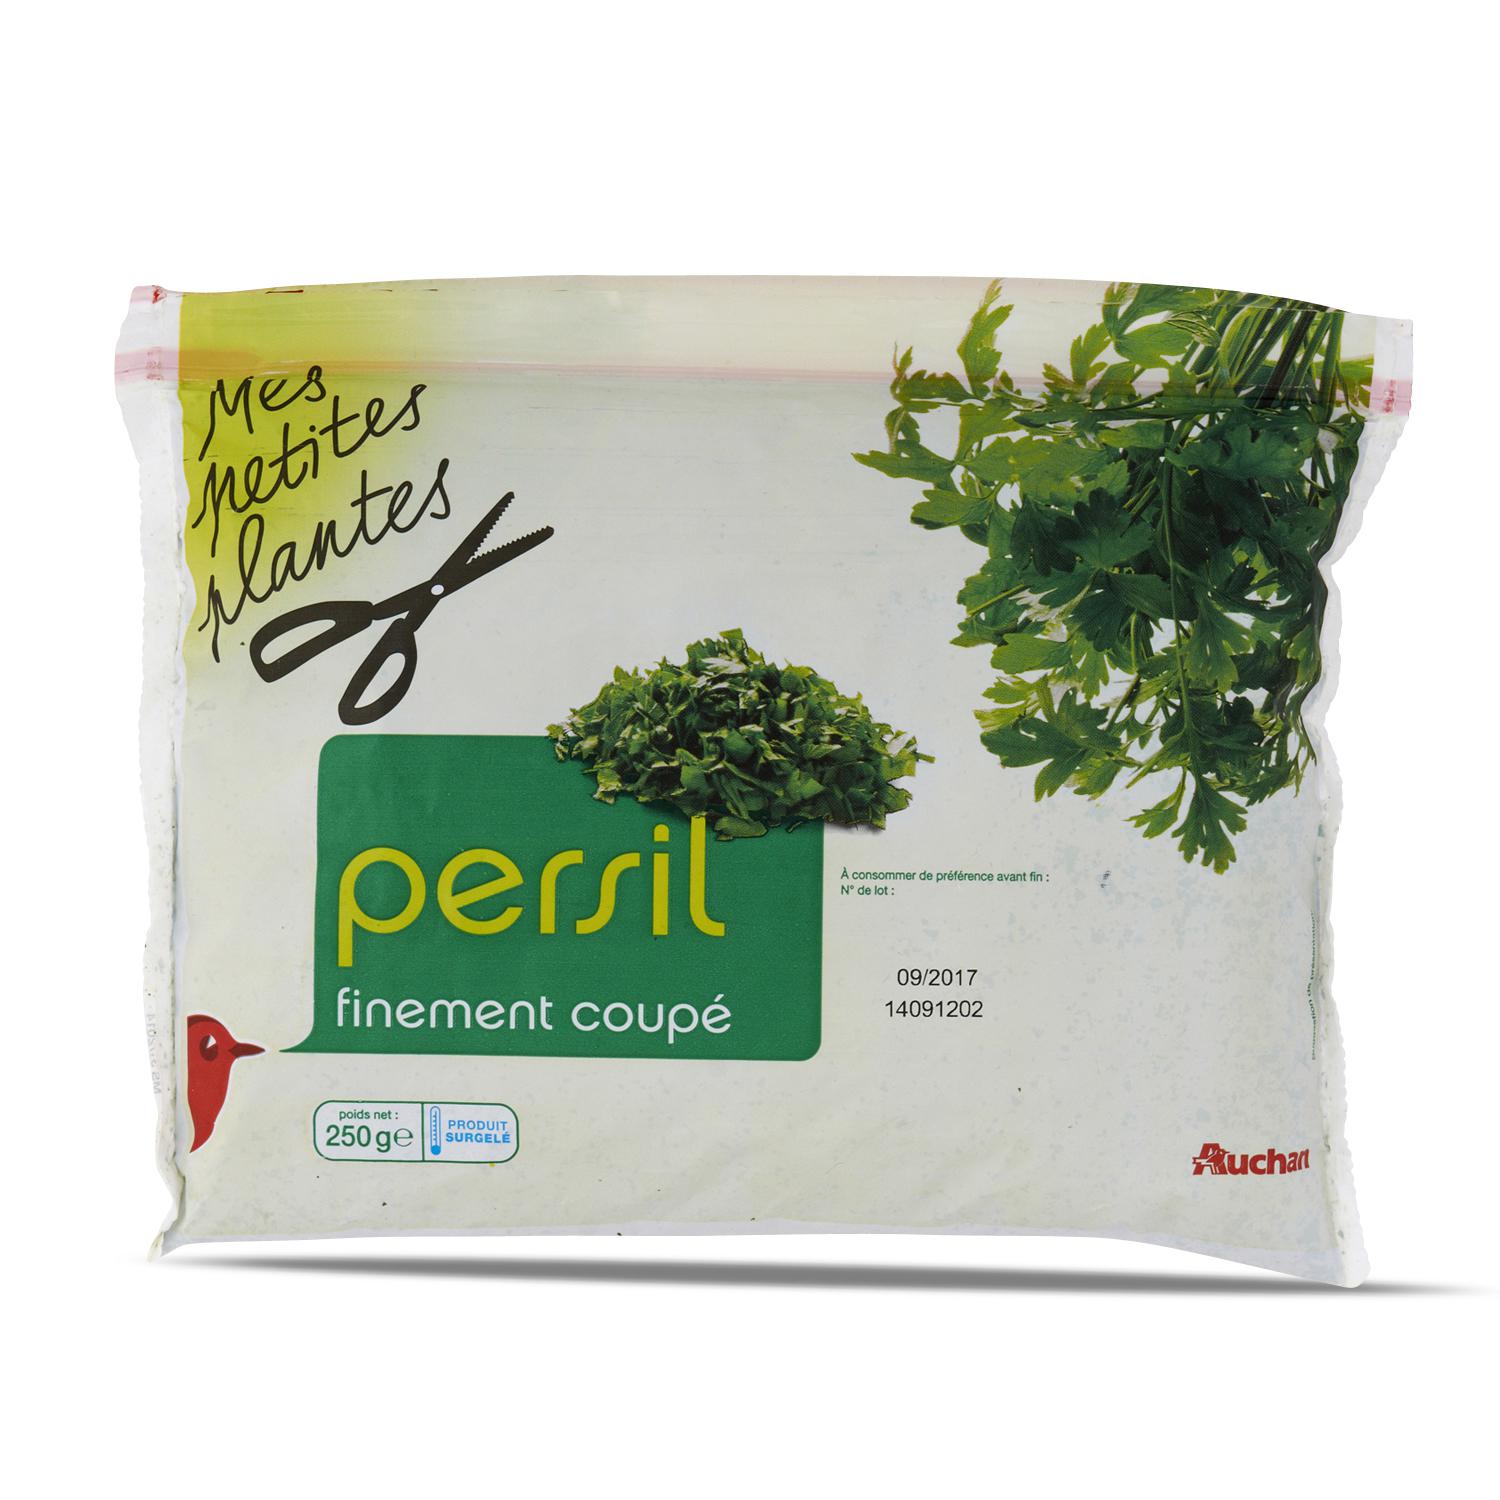 Mes
petites
plantes
persil
finement coupé
À consommer de préférence avant fin :
N° de lot :
09/2017
14091202
poids net :
250 g e
PRODUIT
SURGELÉ
Auchan